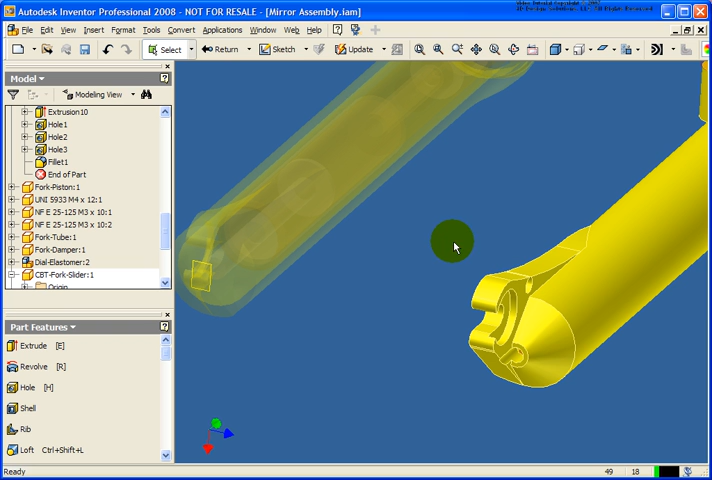 Autodesk Inventor Professional 2008 - NOT FOR RESALE - [Mirror Assembly.iam]
File Edit View Insert Format Tools Convert Applications Window Web Help
Select Return Sketch Update
Model
Modeling View
Extrusion10
Hole1
Hole2
Hole3
Fillet1
End of Part
Fork-Piston:1
UNI 5933 M4 x 12:1
NF E 25-125 M3 x 10:1
NF E 25-125 M3 x 10:2
Fork-Tube:1
Fork-Damper:1
Dial-Elastomer:2
CBT-Fork-Slider:1
Origin
Part Features
Extrude [E]
Revolve [R]
Hole [H]
Shell
Rib
Loft Ctrl+Shift+L
Ready 49 18